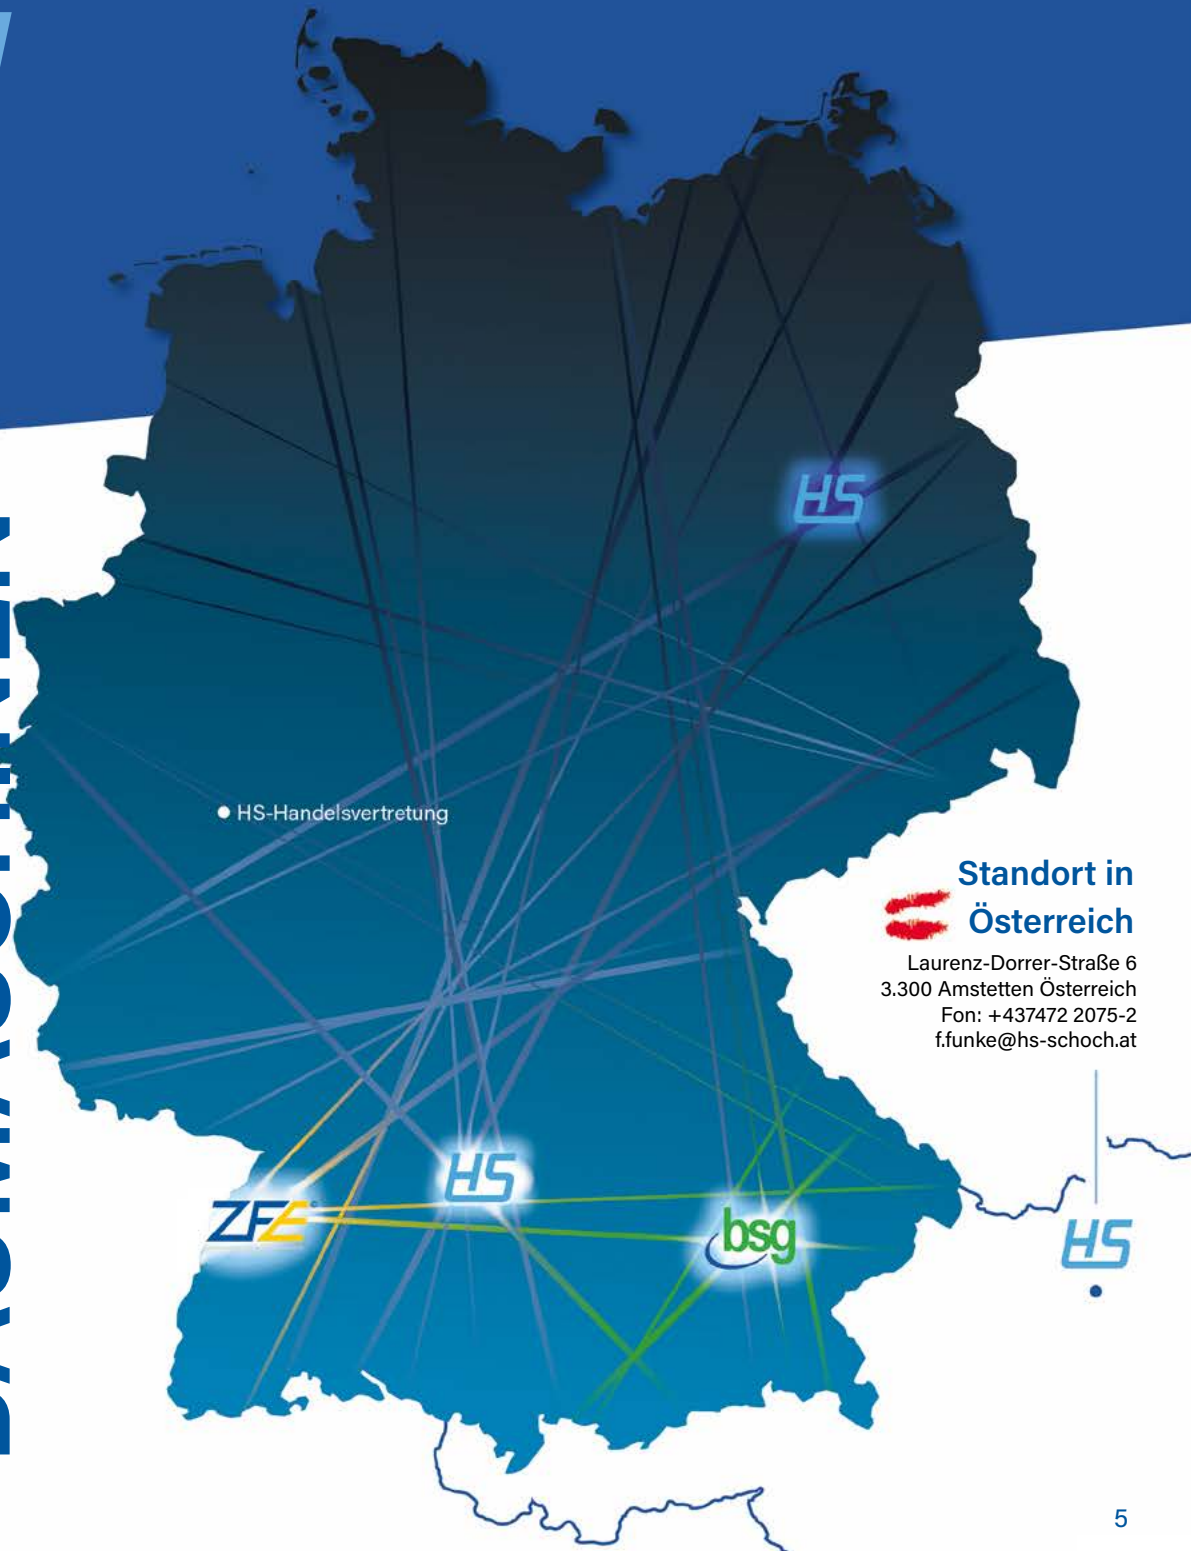 HS
HS-Handelsvertretung
Standort in
Österreich
Laurenz-Dorrer-Straße 6
3.300 Amstetten Österreich
Fon: +437472 2075-2
f.funke@hs-schoch.at
HS
ZFE
bsg
HS
5